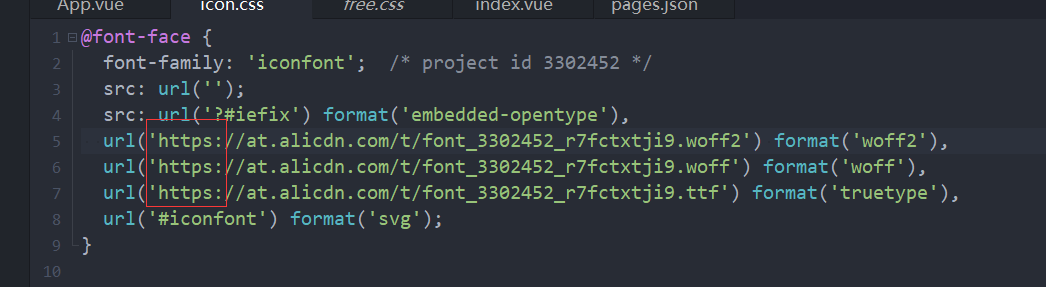 App.vue icon.css free.css index.vue pages.json
1 @font-face {
2 font-family: 'iconfont'; /* project id 3302452 */
3 src: url('');
4 src: url('?#iefix') format('embedded-opentype'),
5 url('https://at.alicdn.com/t/font_3302452_r7fctxtji9.woff2') format('woff2'),
6 url('https://at.alicdn.com/t/font_3302452_r7fctxtji9.woff') format('woff'),
7 url('https://at.alicdn.com/t/font_3302452_r7fctxtji9.ttf') format('truetype'),
8 url('#iconfont') format('svg');
9 }
10